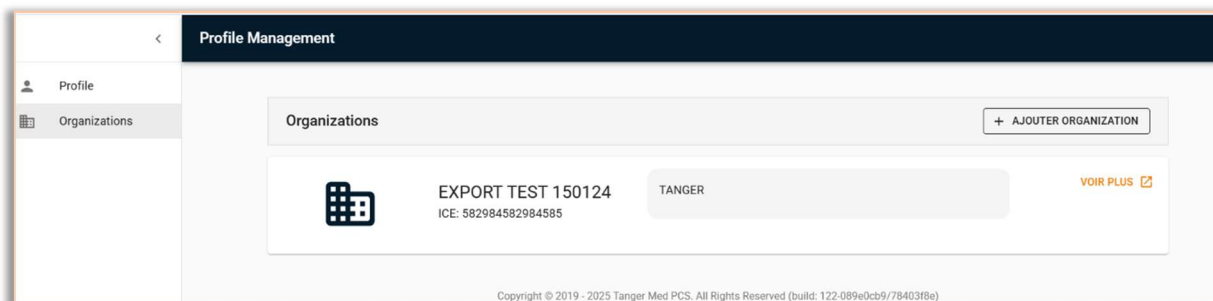 Profile Management
Profile
Organizations
Organizations
+ AJOUTER ORGANIZATION
EXPORT TEST 150124
ICE: 582984582984585
TANGER
VOIR PLUS
Copyright © 2019 - 2025 Tanger Med PCS. All Rights Reserved (build: 122-089e0cb9/78403f8e)